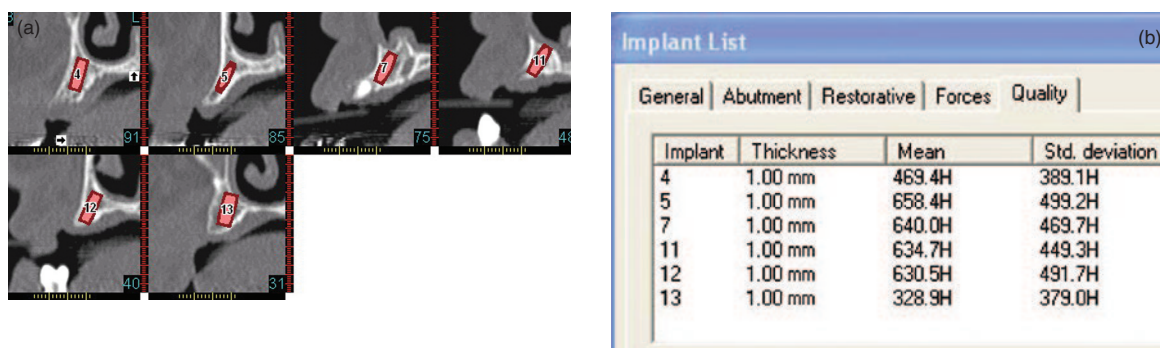 (a)
L
4
5
7
11
91
85
75
48
12
13
40
31
(b)
Implant List
General Abutment Restorative Forces Quality
Implant Thickness Mean Std. deviation
4 1.00 mm 469.4H 389.1H
5 1.00 mm 658.4H 499.2H
7 1.00 mm 640.0H 469.7H
11 1.00 mm 634.7H 449.3H
12 1.00 mm 630.5H 491.7H
13 1.00 mm 328.9H 379.0H